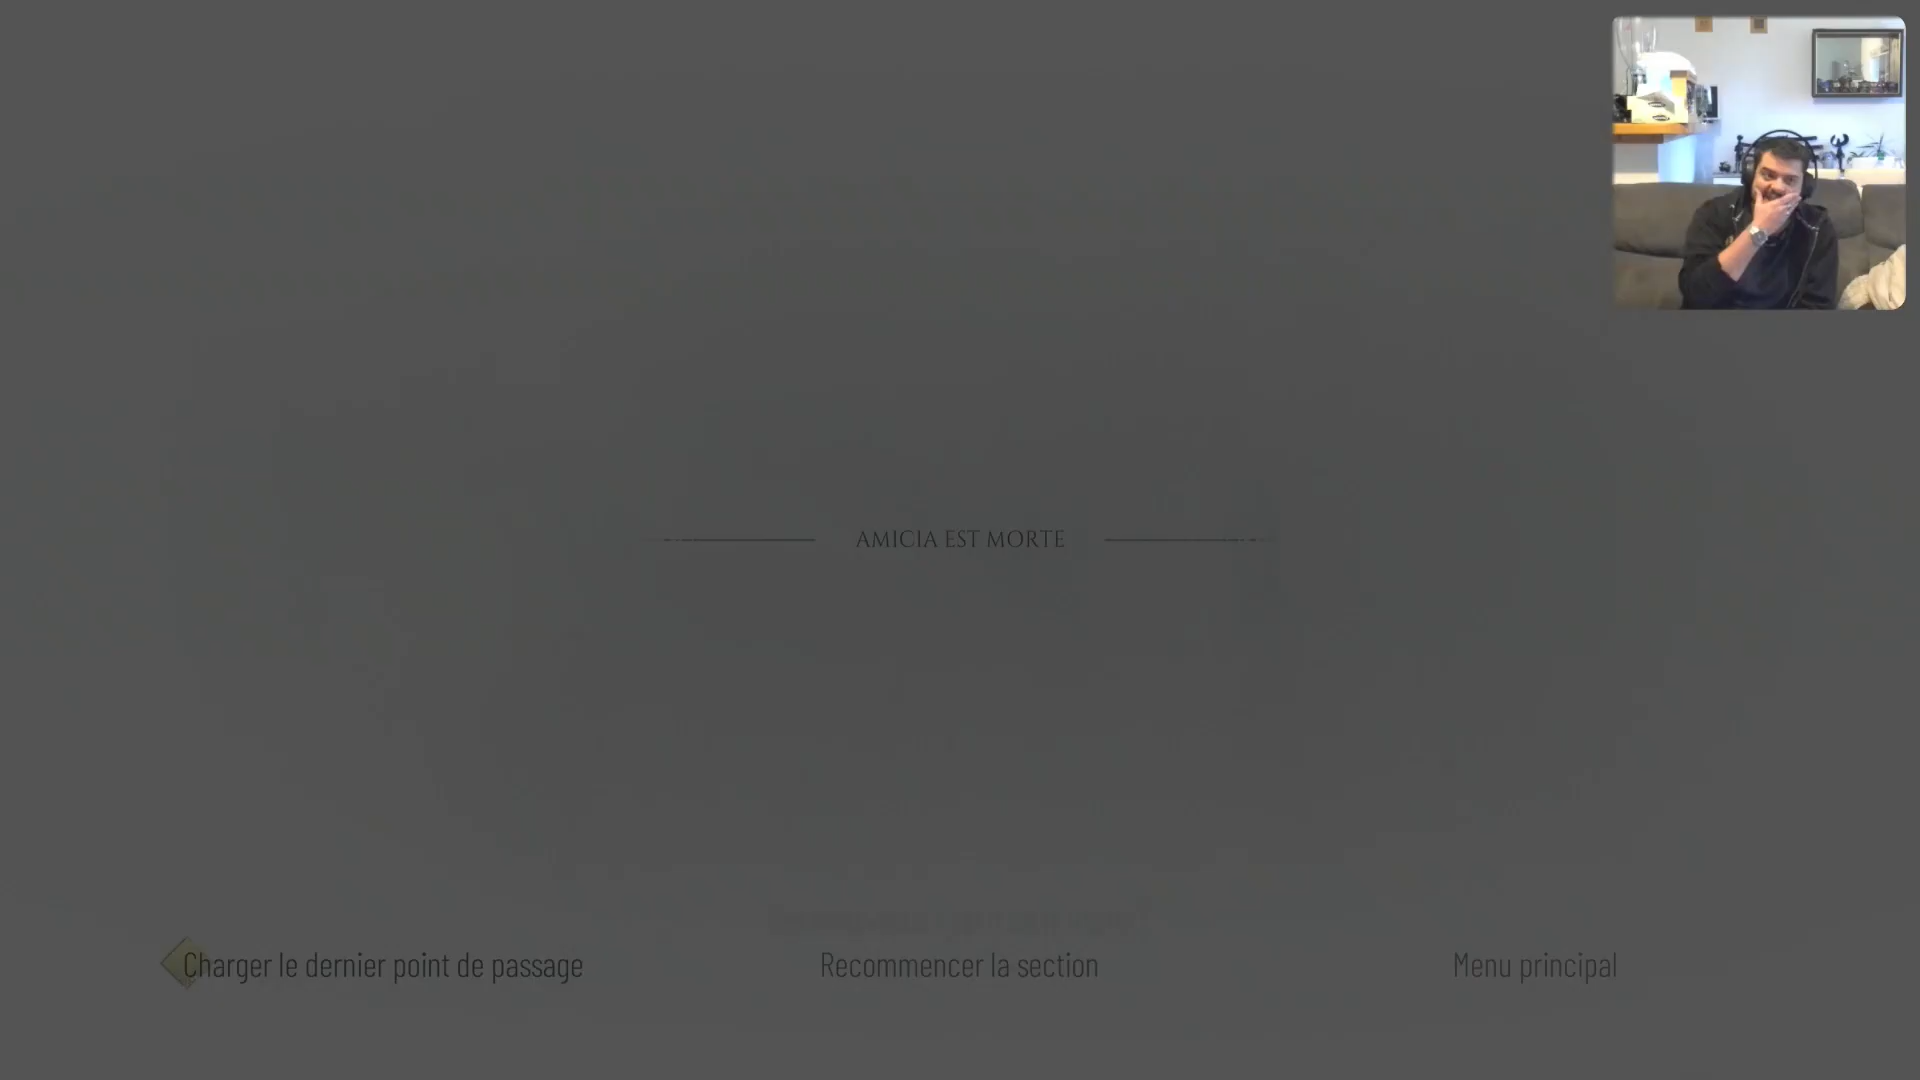 AMICIA EST MORTE
Charger le dernier point de passage
Recommencer la section
Menu principal